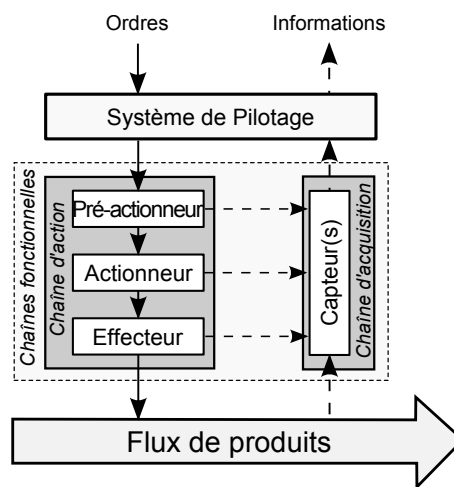 Ordres
Informations
Système de Pilotage
Chaînes fonctionnelles
Chaîne d'action
Pré-actionneur
Actionneur
Effecteur
Capteur(s)
Chaîne d'acquisition
Flux de produits